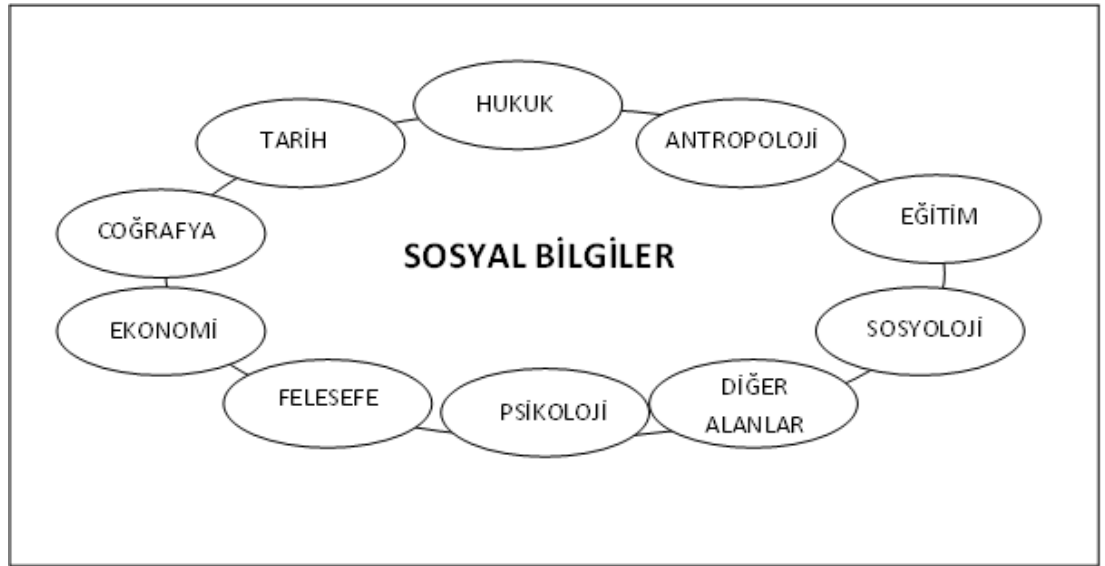 HUKUK
TARİH
ANTROPOLOJİ
EĞİTİM
COĞRAFYA
SOSYAL BİLGİLER
EKONOMİ
SOSYOLOJİ
FELESEFE
PSİKOLOJİ
DİĞER
ALANLAR